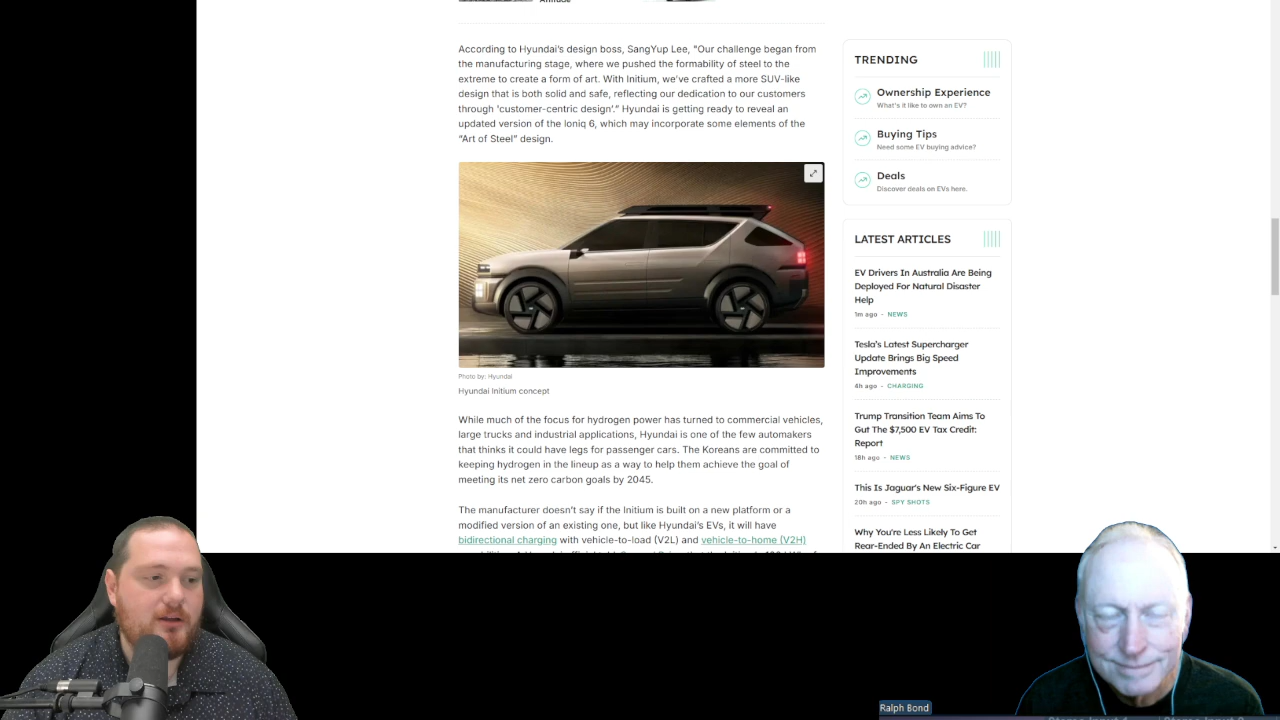 According to Hyundai's design boss, SangYup Lee, "Our challenge began from
the manufacturing stage, where we pushed the formability of steel to the
extreme to create a form of art. With Initium, we've crafted a more SUV-like
design that is both solid and safe, reflecting our dedication to our customers
through 'customer-centric design'." Hyundai is getting ready to reveal an
updated version of the Ioniq 6, which may incorporate some elements of the
"Art of Steel" design.
Photo by: Hyundai
Hyundai Initium concept
While much of the focus for hydrogen power has turned to commercial vehicles,
large trucks and industrial applications, Hyundai is one of the few automakers
that thinks it could have legs for passenger cars. The Koreans are committed to
keeping hydrogen in the lineup as a way to help them achieve the goal of
meeting its net zero carbon goals by 2045.
The manufacturer doesn't say if the Initium is built on a new platform or a
modified version of an existing one, but like Hyundai's EVs, it will have
bidirectional charging with vehicle-to-load (V2L) and vehicle-to-home (V2H)
TRENDING
Ownership Experience
What's it like to own an EV?
Buying Tips
Need some EV buying advice?
Deals
Discover deals on EVs here.
LATEST ARTICLES
EV Drivers In Australia Are Being
Deployed For Natural Disaster
Help
1m ago - NEWS
Tesla's Latest Supercharger
Update Brings Big Speed
Improvements
4h ago - CHARGING
Trump Transition Team Aims To
Gut The $7,500 EV Tax Credit:
Report
18h ago - NEWS
This Is Jaguar's New Six-Figure EV
20h ago - SPY SHOTS
Why You're Less Likely To Get
Rear-Ended By An Electric Car
Ralph Bond